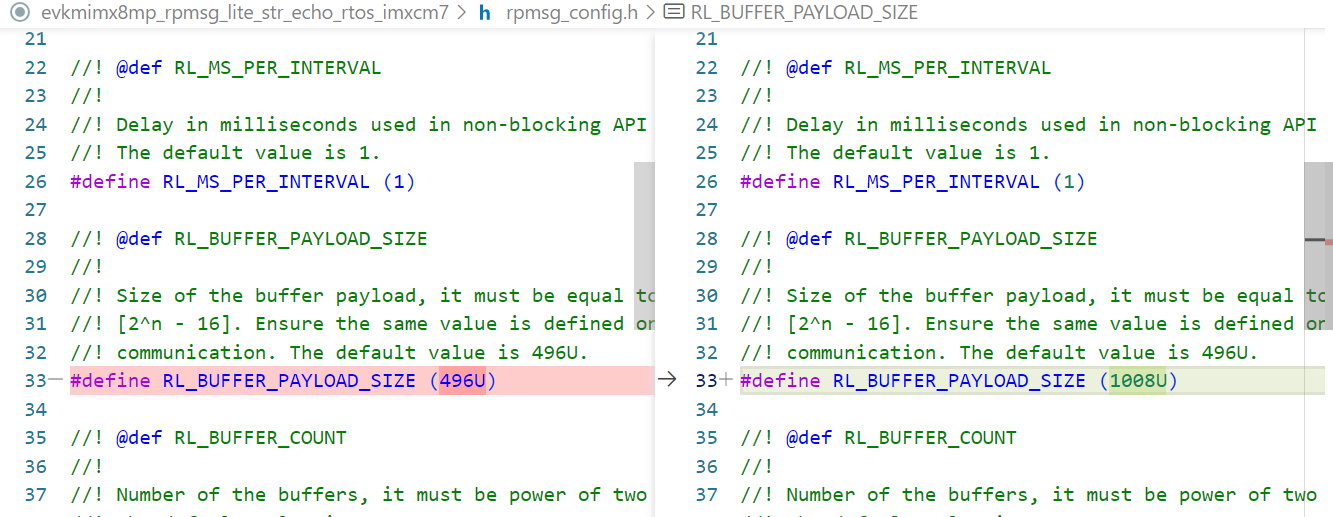 evkmimx8mp_rpmsg_lite_str_echo_rtos_imxcm7 > h rpmsg_config.h > RL_BUFFER_PAYLOAD_SIZE
21
22 //! @def RL_MS_PER_INTERVAL
23 //!
24 //! Delay in milliseconds used in non-blocking API
25 //! The default value is 1.
26 #define RL_MS_PER_INTERVAL (1)
27
28 //! @def RL_BUFFER_PAYLOAD_SIZE
29 //!
30 //! Size of the buffer payload, it must be equal to
31 //! [2^n - 16]. Ensure the same value is defined on
32 //! communication. The default value is 496U.
33— #define RL_BUFFER_PAYLOAD_SIZE (496U)
34
35 //! @def RL_BUFFER_COUNT
36 //!
37 //! Number of the buffers, it must be power of two
21
22 //! @def RL_MS_PER_INTERVAL
23 //!
24 //! Delay in milliseconds used in non-blocking API
25 //! The default value is 1.
26 #define RL_MS_PER_INTERVAL (1)
27
28 //! @def RL_BUFFER_PAYLOAD_SIZE
29 //!
30 //! Size of the buffer payload, it must be equal to
31 //! [2^n - 16]. Ensure the same value is defined on
32 //! communication. The default value is 496U.
→ 33+ #define RL_BUFFER_PAYLOAD_SIZE (1008U)
34
35 //! @def RL_BUFFER_COUNT
36 //!
37 //! Number of the buffers, it must be power of two